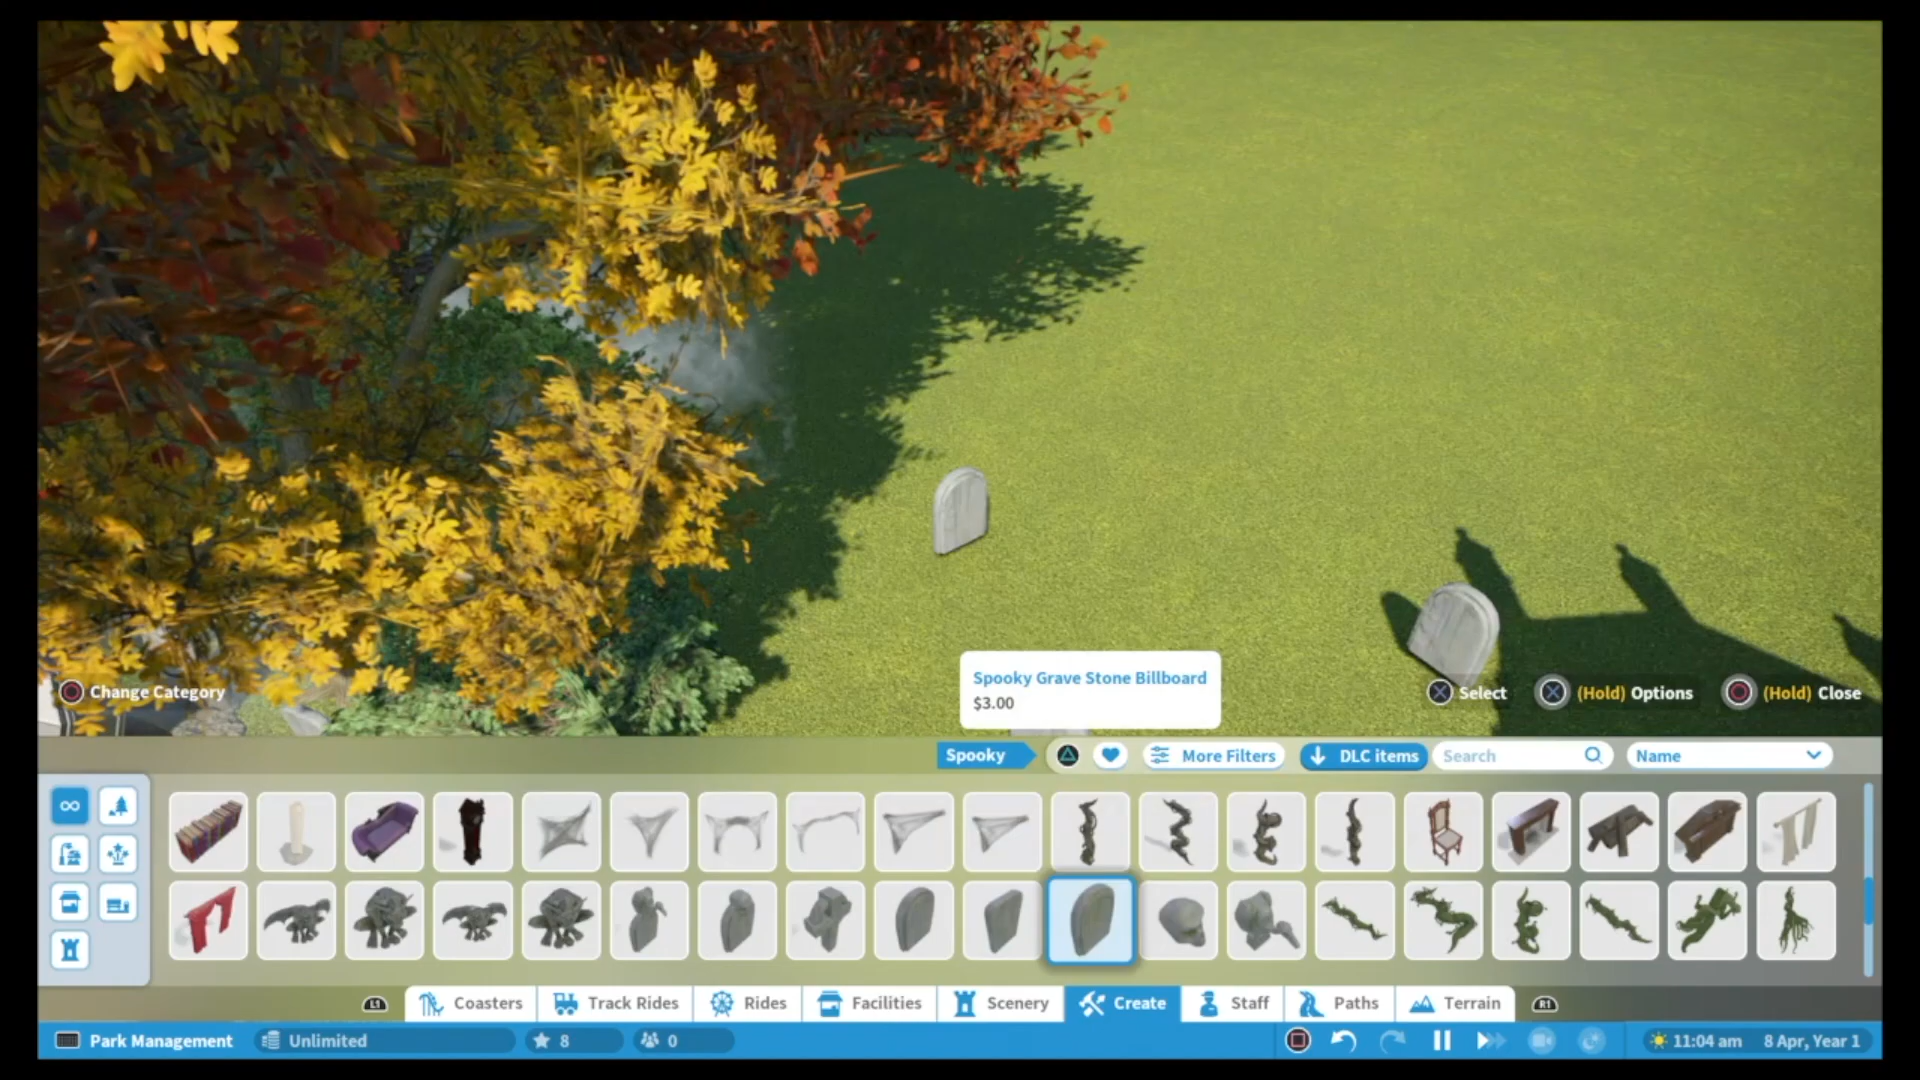 Change Category
Spooky Grave Stone Billboard
$3.00
Select
(Hold) Options
(Hold) Close
Spooky
More Filters
DLC items
Search
Name
L1
Coasters
Track Rides
Rides
Facilities
Scenery
Create
Staff
Paths
Terrain
R1
Park Management
Unlimited
8
0
11:04 am
8 Apr, Year 1